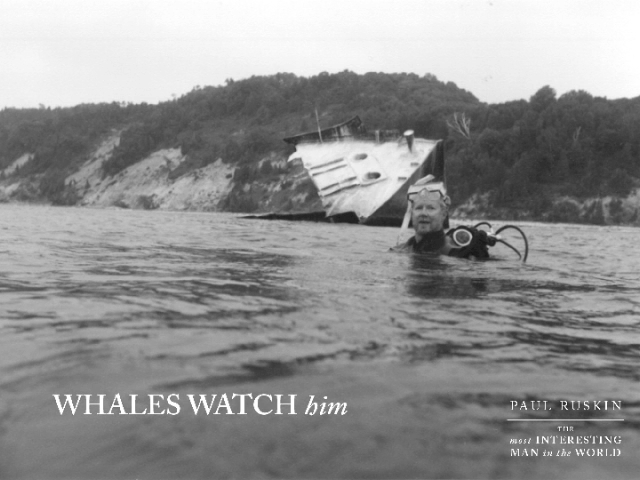 WHALES WATCH him
PAUL RUSKIN
THE
most INTERESTING
MAN in the WORLD